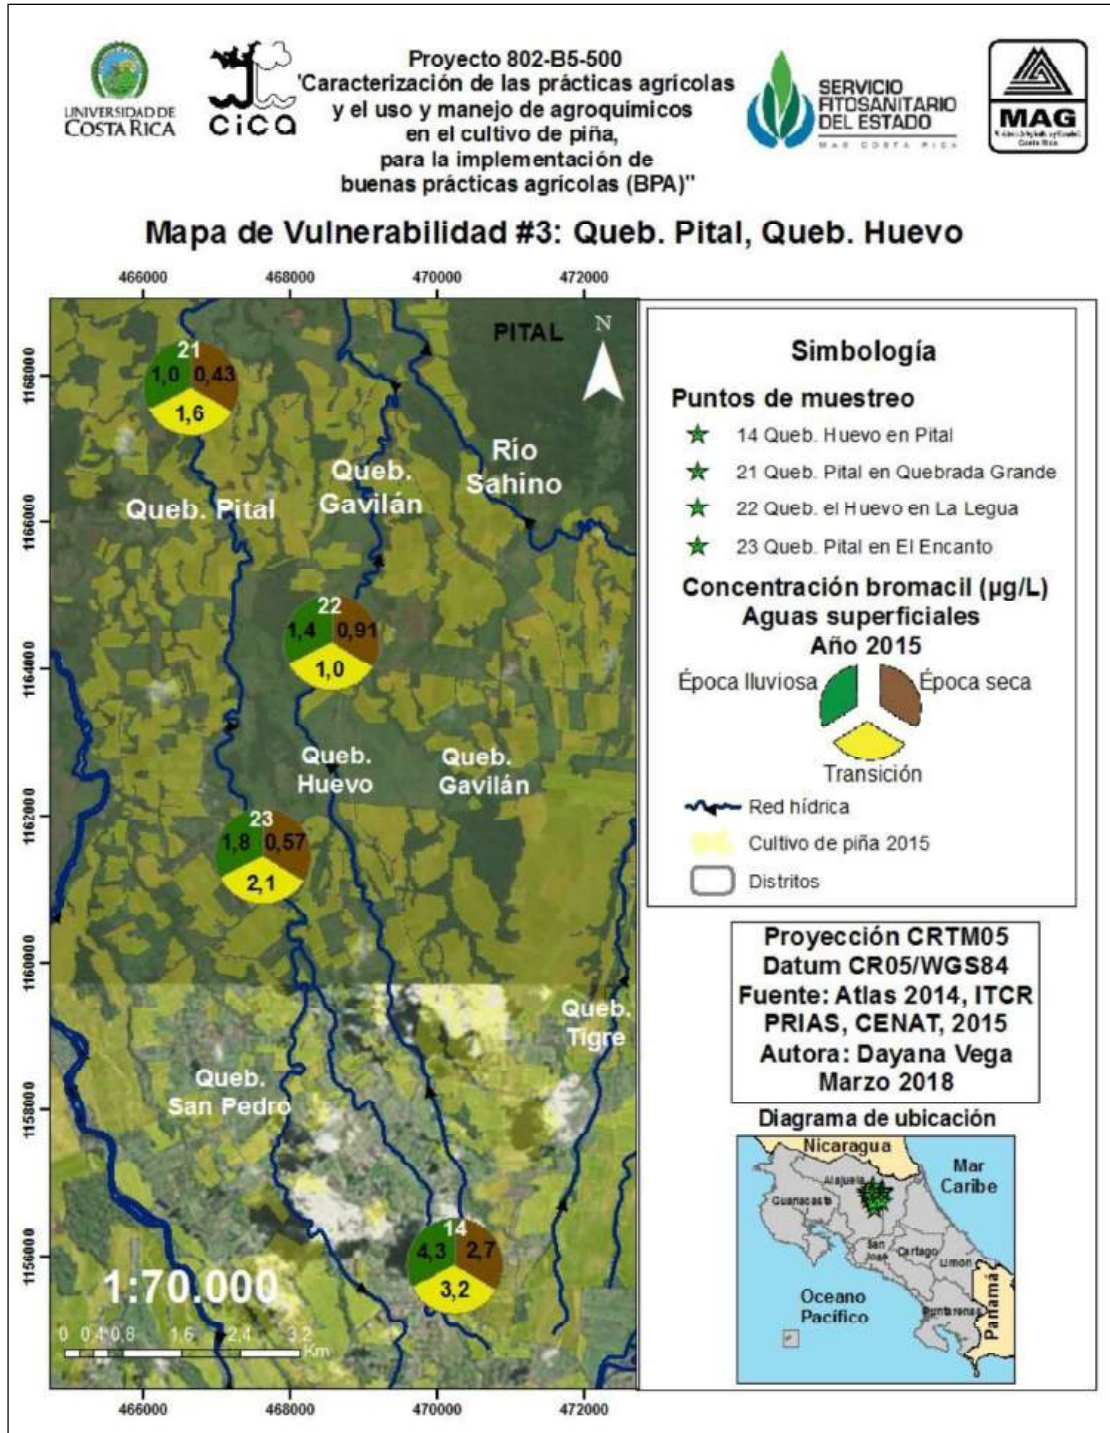 UNIVERSIDAD DE
COSTA RICA
cica
Proyecto 802-B5-500
"Caracterización de las prácticas agrícolas
y el uso y manejo de agroquímicos
en el cultivo de piña,
para la implementación de
buenas prácticas agrícolas (BPA)"
SERVICIO
FITOSANITARIO
DEL ESTADO
MAG COSTA RICA
MAG
Costa Rica
Mapa de Vulnerabilidad #3: Queb. Pital, Queb. Huevo
466000 468000 470000 472000
1168000
1166000
1164000
1162000
1160000
1158000
1156000
PITAL
N
21
1,0 0,43
1,6
Queb. Pital
Queb.
Gavilán
Río
Sahino
22
1,4 0,91
1,0
Queb.
Huevo
Queb.
Gavilán
23
1,8 0,57
2,1
Queb.
Tigre
Queb.
San Pedro
14
4,3 2,7
3,2
1:70.000
0 0,4 0,8 1,6 2,4 3,2
Km
466000 468000 470000 472000
Simbología
Puntos de muestreo
14 Queb. Huevo en Pital
21 Queb. Pital en Quebrada Grande
22 Queb. el Huevo en La Legua
23 Queb. Pital en El Encanto
Concentración bromacil (µg/L)
Aguas superficiales
Año 2015
Época lluviosa
Época seca
Transición
Red hídrica
Cultivo de piña 2015
Distritos
Proyección CRTM05
Datum CR05/WGS84
Fuente: Atlas 2014, ITCR
PRIAS, CENAT, 2015
Autora: Dayana Vega
Marzo 2018
Diagrama de ubicación
Nicaragua
Mar
Caribe
Alajuela
Guanacaste
San
José
Cartago
Limón
Oceano
Pacífico
Puntarenas
Panamá